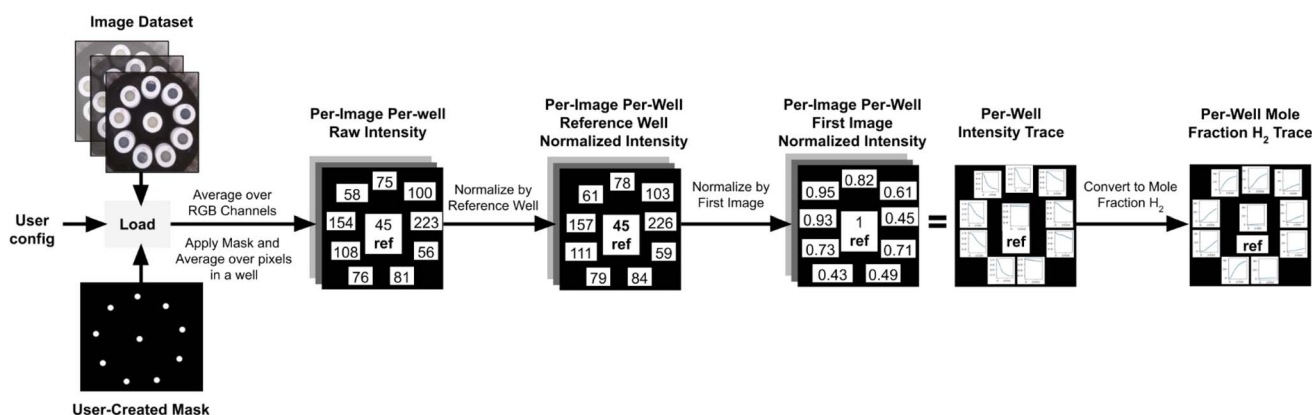 Image Dataset
User
config
Load
User-Created Mask
Average over
RGB Channels
Apply Mask and
Average over pixels
in a well
Per-Image Per-well
Raw Intensity
75
58
100
154
45
223
ref
108
56
76
81
Normalize by
Reference Well
Per-Image Per-Well
Reference Well
Normalized Intensity
78
61
103
157
45
226
ref
111
59
79
84
Normalize by
First Image
Per-Image Per-Well
First Image
Normalized Intensity
0.82
0.95
0.61
0.93
1
0.45
ref
0.73
0.71
0.43
0.49
=
Per-Well
Intensity Trace
ref
Convert to Mole
Fraction H₂
Per-Well Mole
Fraction H₂ Trace
ref